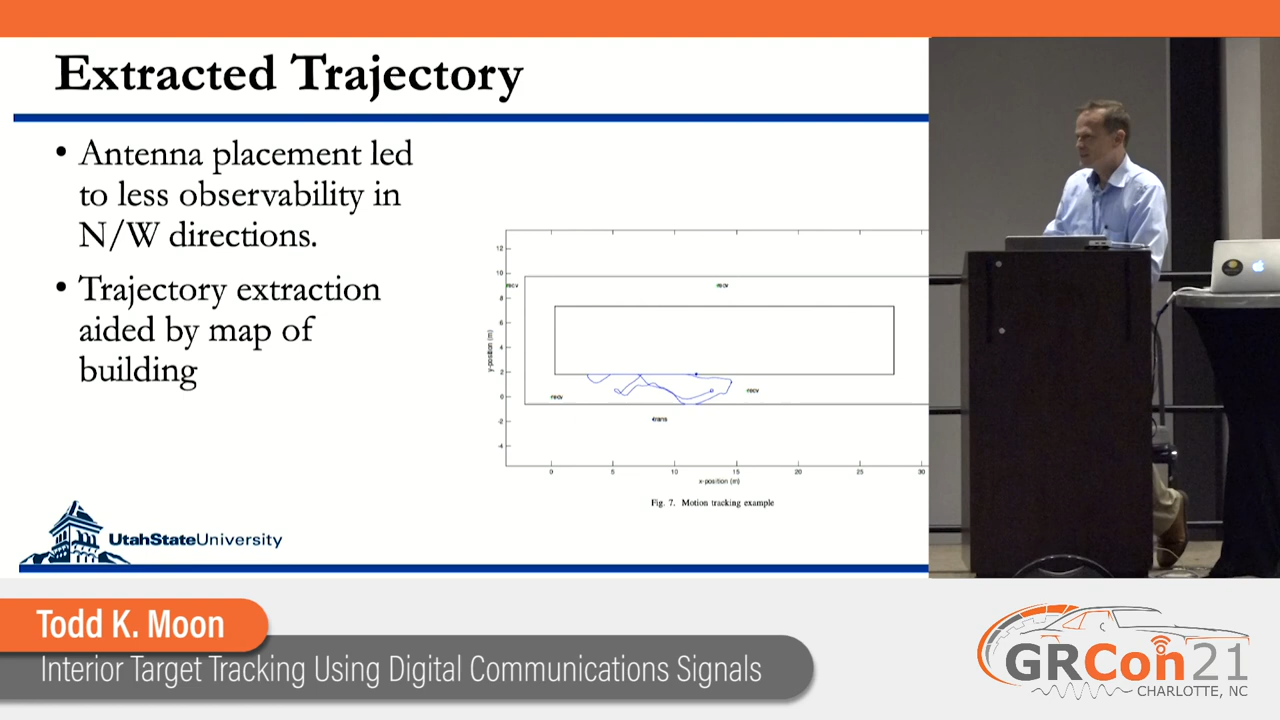 Extracted Trajectory
• Antenna placement led
to less observability in
N/W directions.
• Trajectory extraction
aided by map of
building
12
10
8
6
4
2
0
-2
-4
y-position (m)
recv
recv
recv
recv
trans
0
5
10
15
20
25
30
x-position (m)
Fig. 7. Motion tracking example
UtahStateUniversity
Todd K. Moon
Interior Target Tracking Using Digital Communications Signals
GRCon21
CHARLOTTE, NC